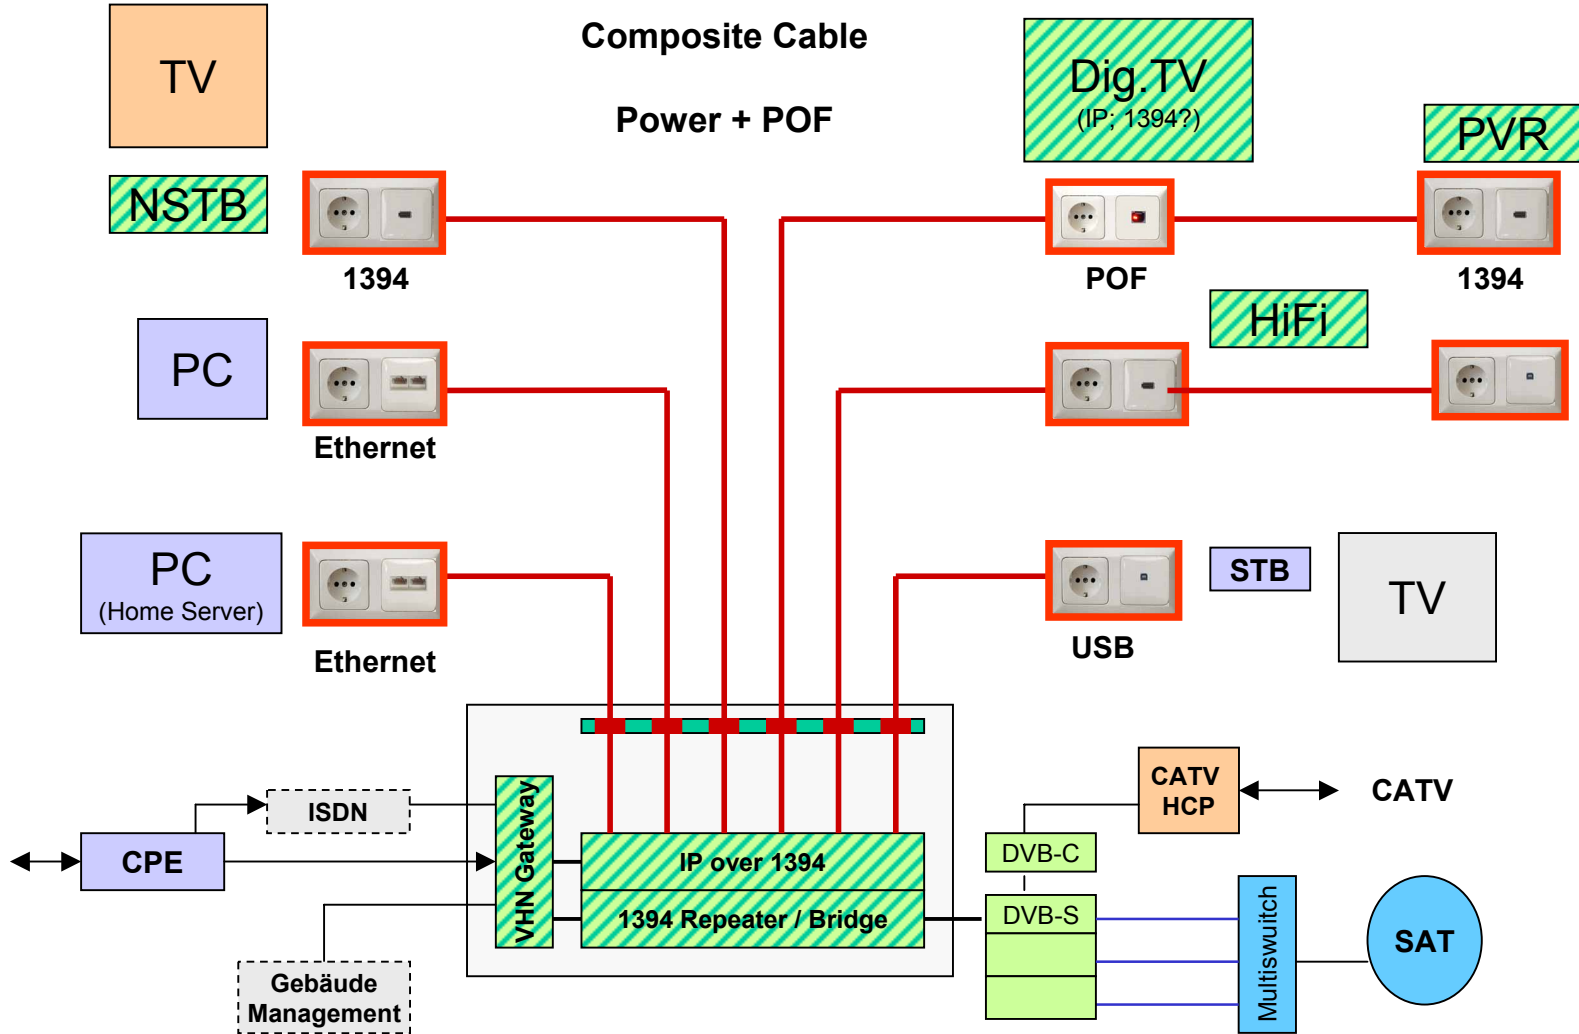 Composite Cable
Power + POF
TV
NSTB
1394
PC
Ethernet
PC
(Home Server)
Ethernet
Dig.TV
(IP; 1394?)
PVR
POF
1394
HiFi
STB
TV
USB
ISDN
CPE
VHN Gateway
Gebäude
Management
IP over 1394
1394 Repeater / Bridge
CATV
HCP
CATV
DVB-C
DVB-S
Multiswuitch
SAT